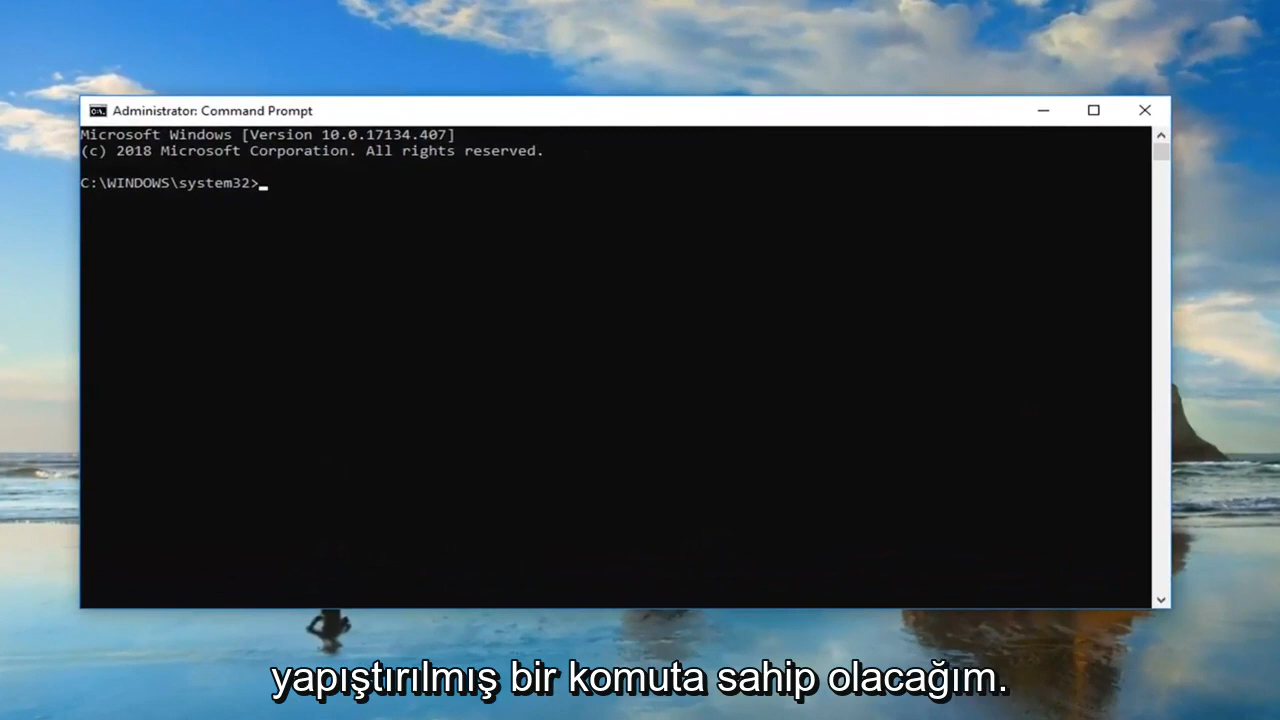 Administrator: Command Prompt
Microsoft Windows [Version 10.0.17134.407]
(c) 2018 Microsoft Corporation. All rights reserved.
C:\WINDOWS\system32>
yapıştırılmış bir komuta sahip olacağım.